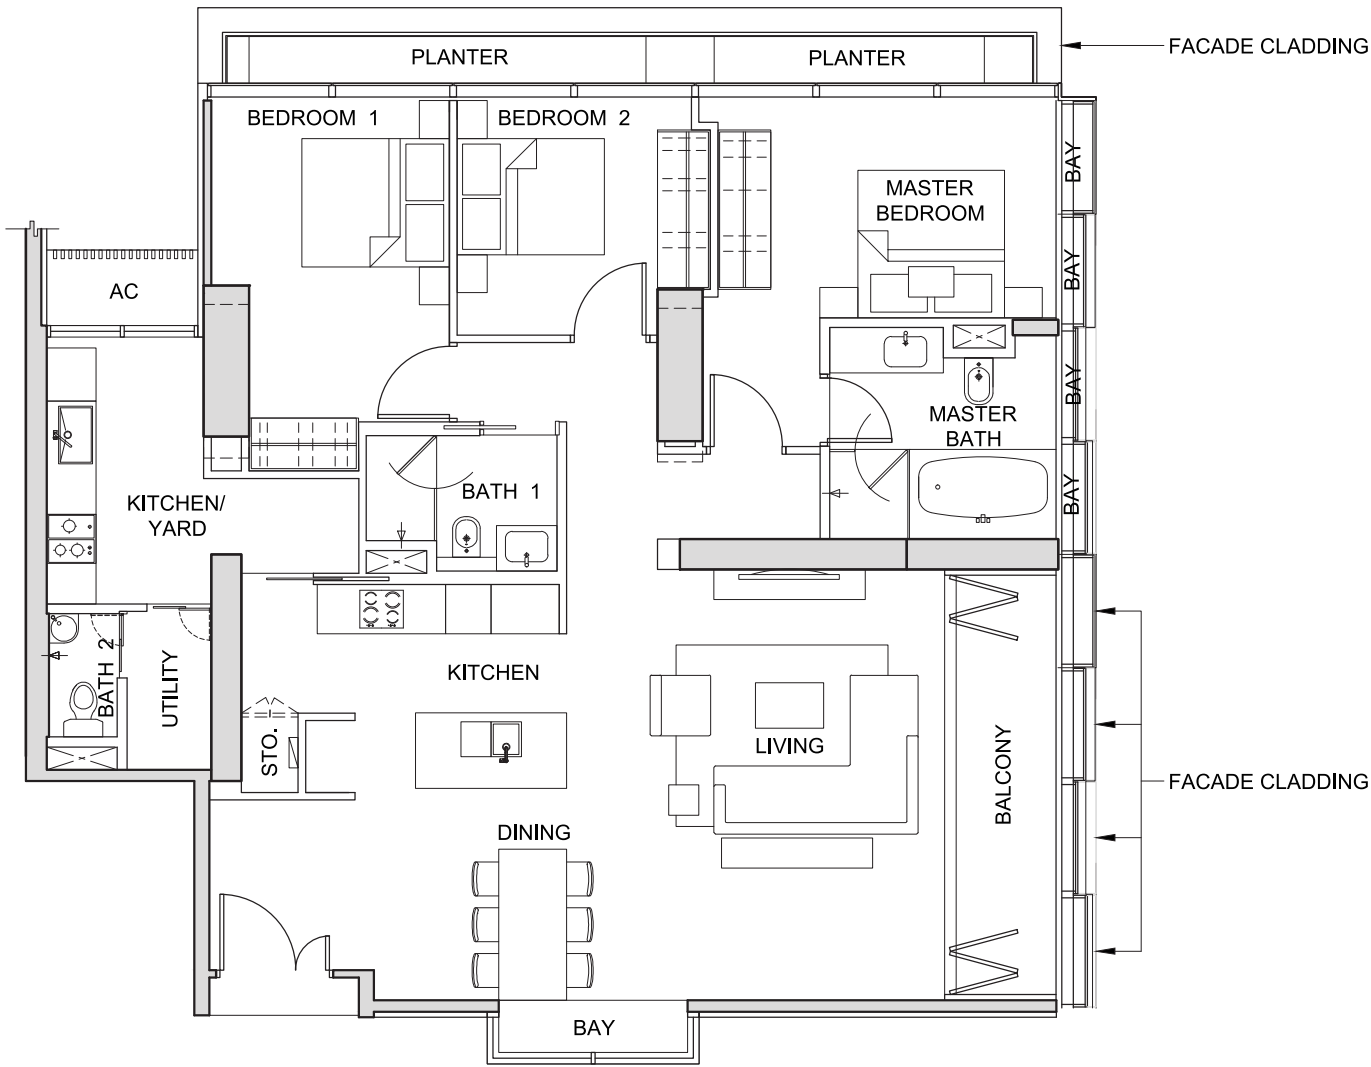 FACADE CLADDING
PLANTER
PLANTER
BEDROOM 1
BEDROOM 2
BAY
MASTER
BEDROOM
BAY
AC
BAY
MASTER
BATH
BATH 1
BAY
KITCHEN/
YARD
KITCHEN
BATH 2
UTILITY
STO.
LIVING
BALCONY
FACADE CLADDING
DINING
BAY